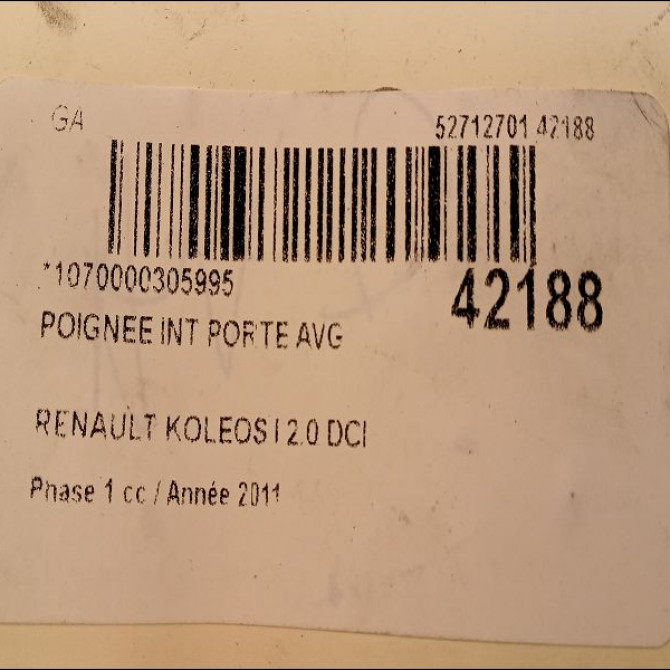 GA
52712701 42188
*1070000305995
42188
POIGNEE INT PORTE AVG
RENAULT KOLEOS I 2.0 DCI
Phase 1 cc / Année 2011